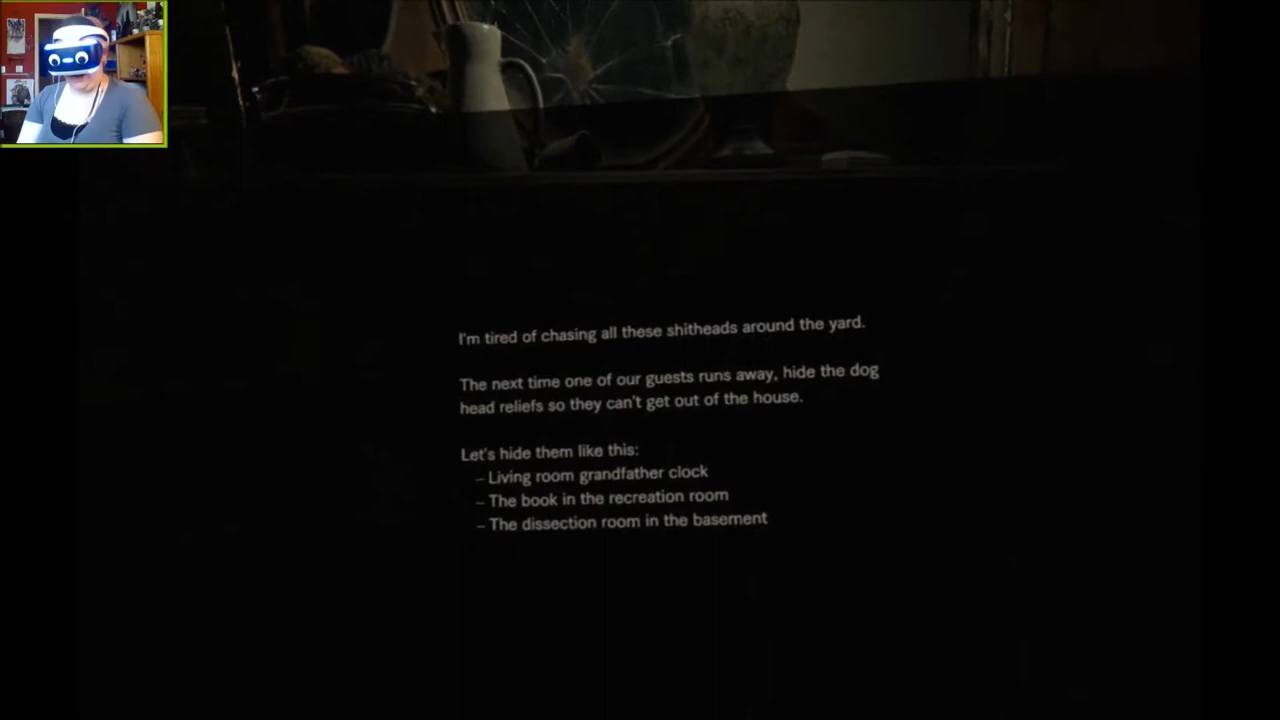 I'm tired of chasing all these shitheads around the yard.
The next time one of our guests runs away, hide the dog
head reliefs so they can't get out of the house.
Let's hide them like this:
– Living room grandfather clock
– The book in the recreation room
– The dissection room in the basement